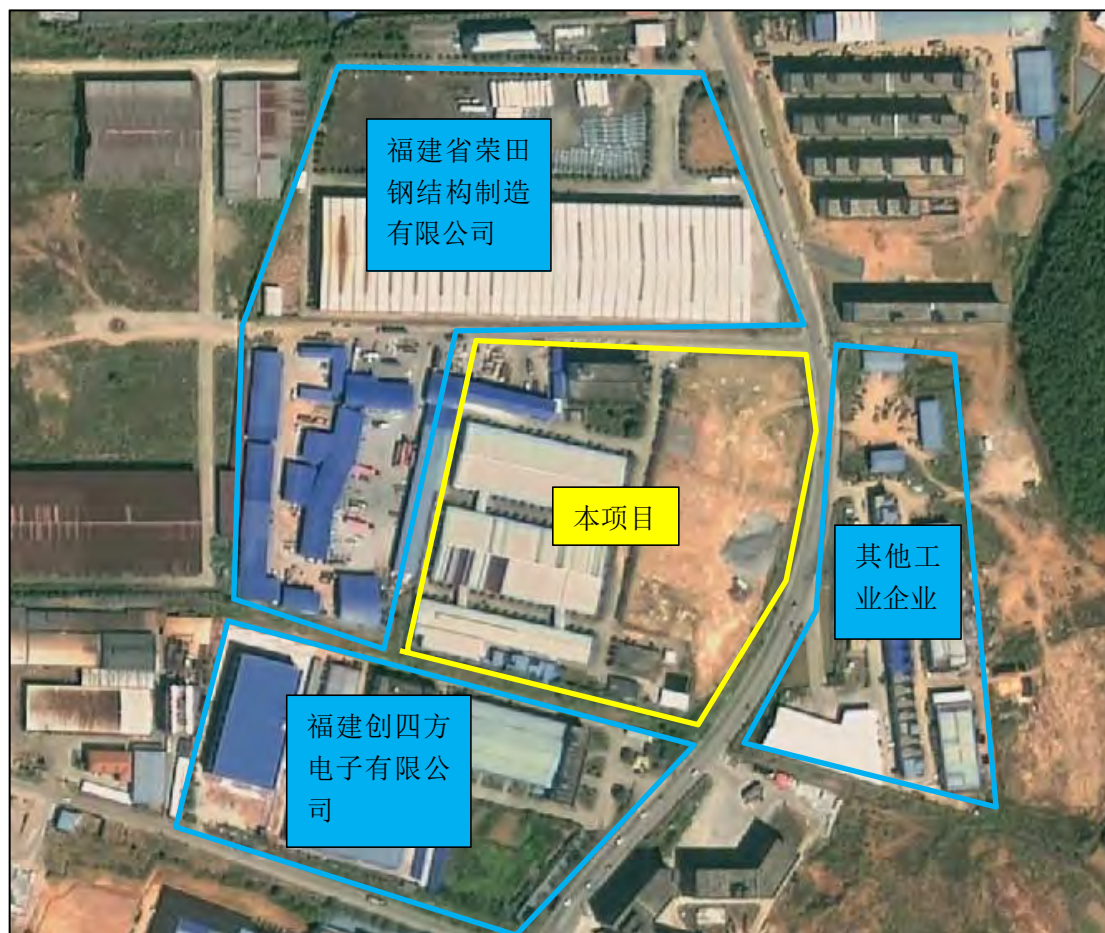 福建省荣田
钢结构制造
有限公司
本项目
其他工
业企业
福建创四方
电子有限公
司